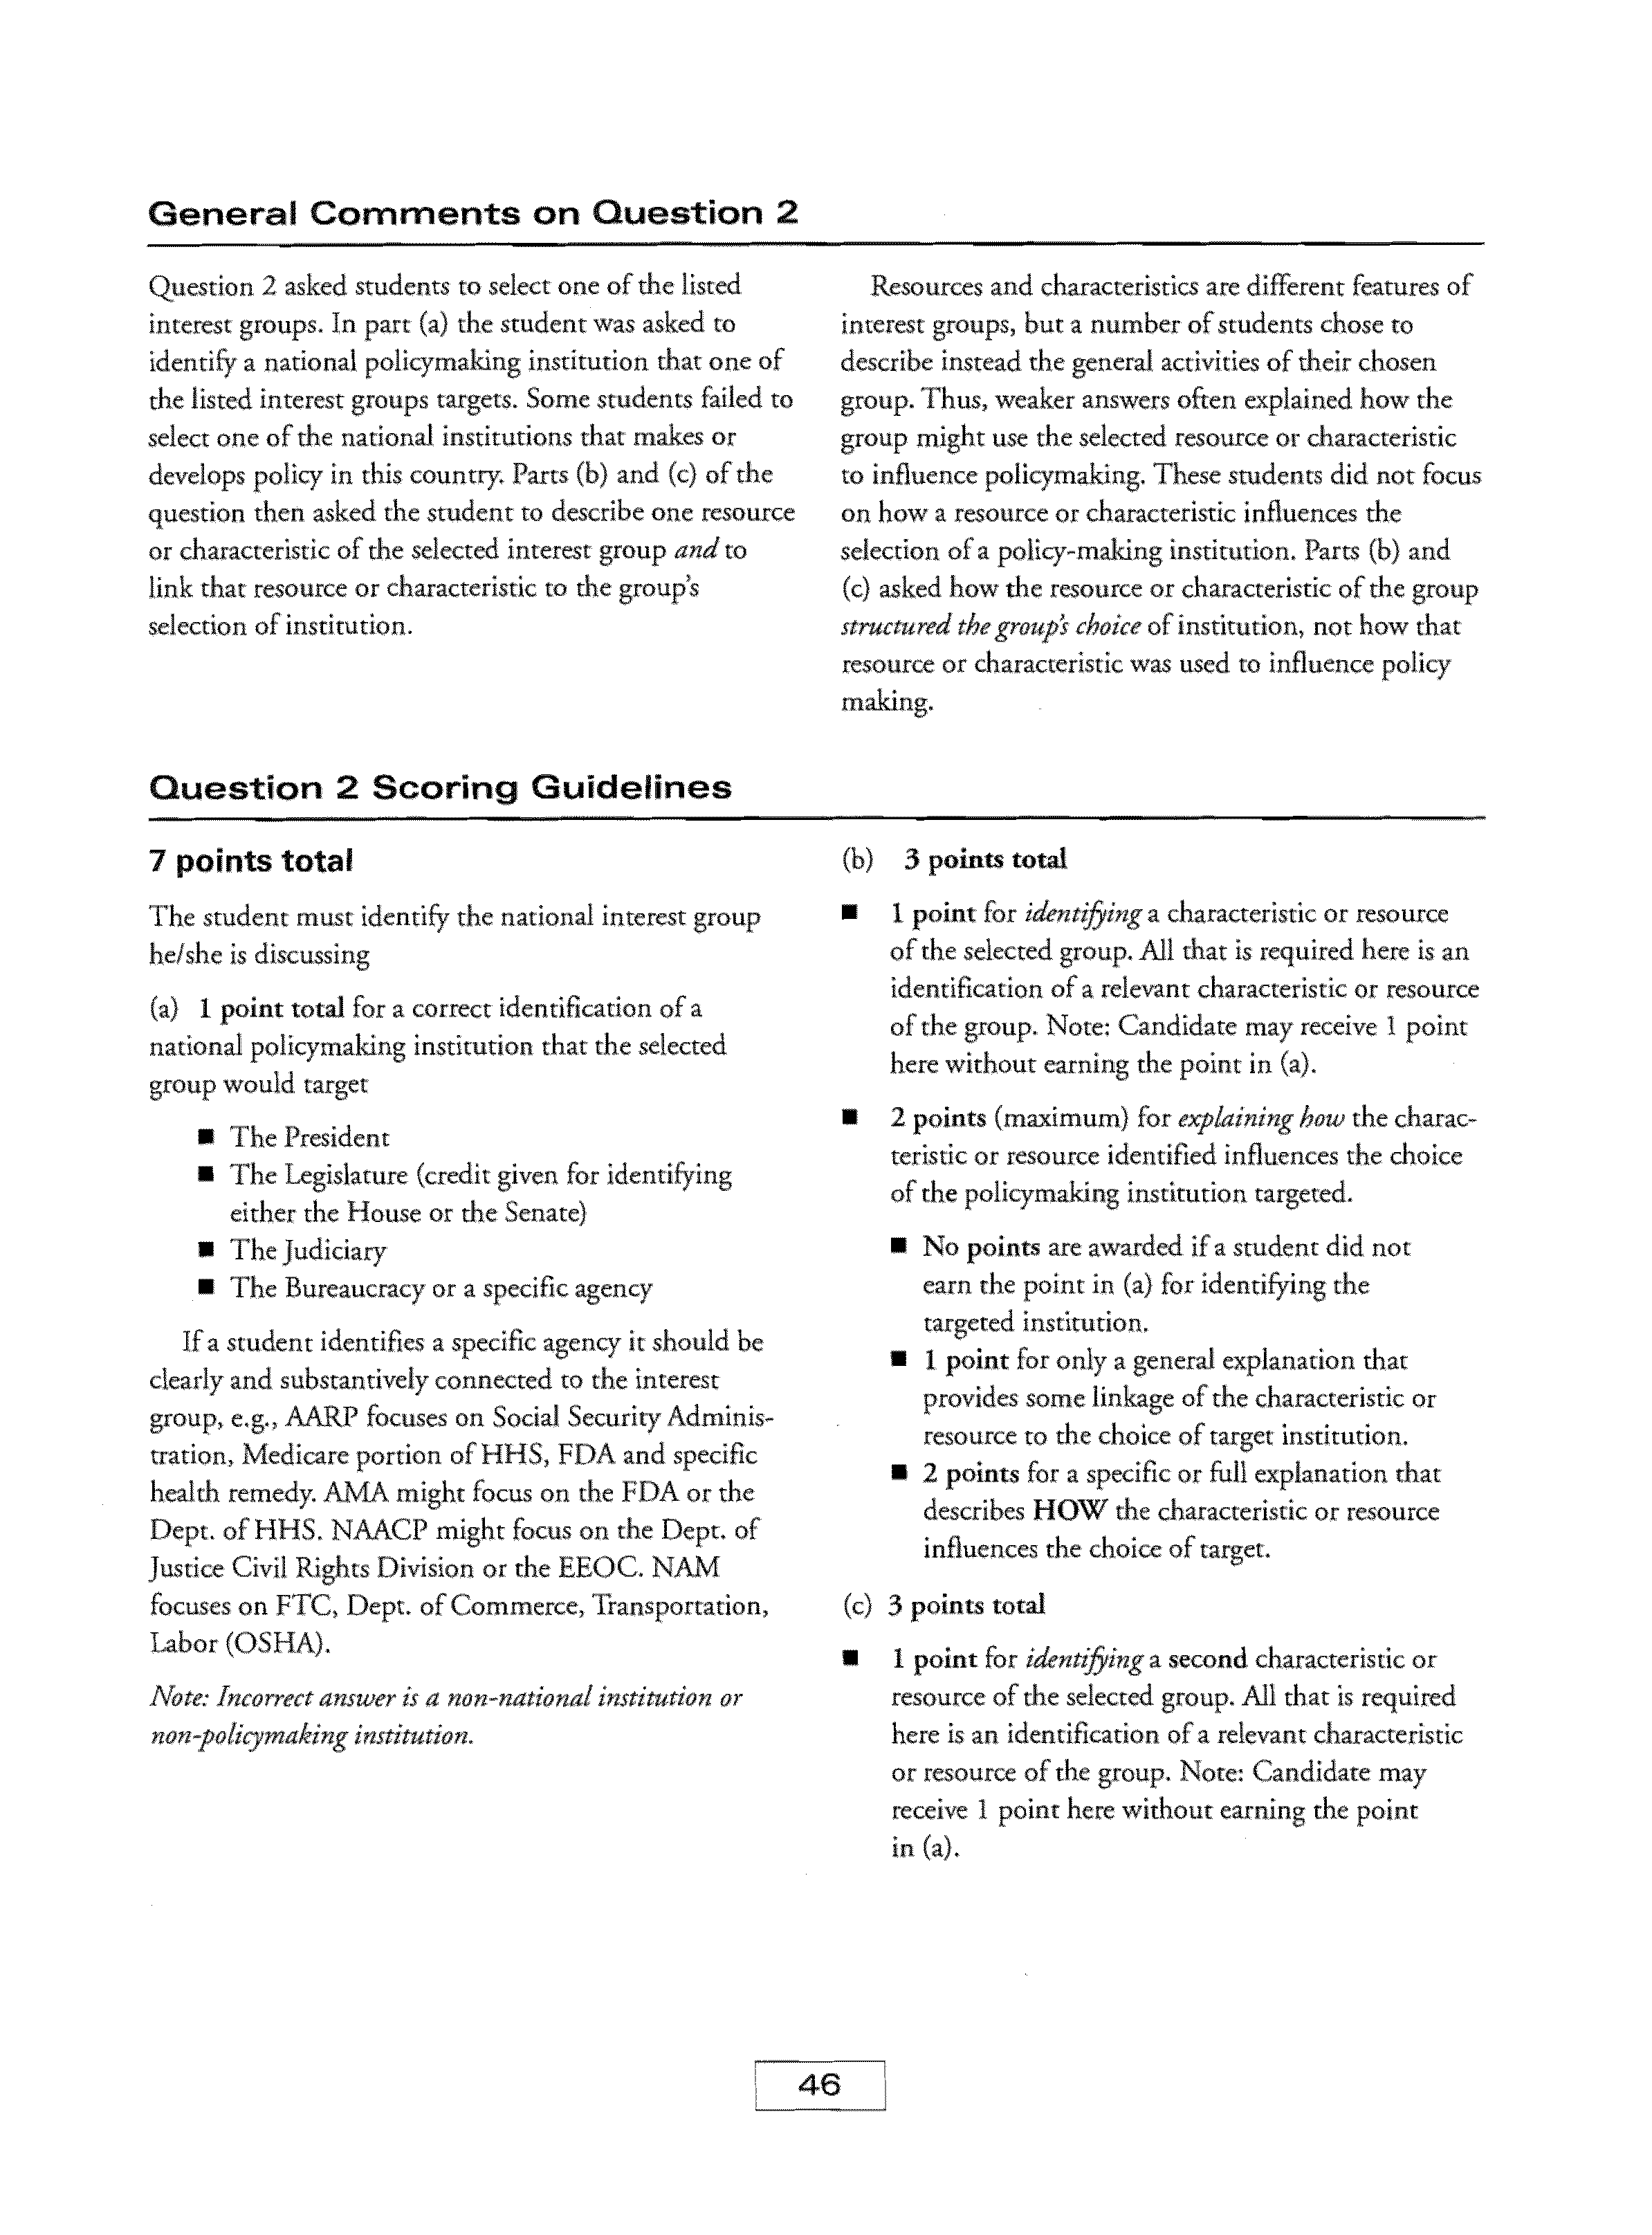 General Comments on Question 2
Question 2 asked students to select one of the listed
interest groups. In part (a) the student was asked to
identify a national policymaking institution that one of
the listed interest groups targets. Some students failed to
select one of the national institutions that makes or
develops policy in this country. Parts (b) and (c) of the
question then asked the student to describe one resource
or characteristic of the selected interest group and to
link that resource or characteristic to the group's
selection of institution.
Resources and characteristics are different features of
interest groups, but a number of students chose to
describe instead the general activities of their chosen
group. Thus, weaker answers often explained how the
group might use the selected resource or characteristic
to influence policymaking. These students did not focus
on how a resource or characteristic influences the
selection of a policy-making institution. Parts (b) and
(c) asked how the resource or characteristic of the group
structured the group's choice of institution, not how that
resource or characteristic was used to influence policy
making.
Question 2 Scoring Guidelines
7 points total
The student must identify the national interest group
he/she is discussing
(a) 1 point total for a correct identification of a
national policymaking institution that the selected
group would target
■ The President
■ The Legislature (credit given for identifying
either the House or the Senate)
■ The Judiciary
■ The Bureaucracy or a specific agency
If a student identifies a specific agency it should be
clearly and substantively connected to the interest
group, e.g., AARP focuses on Social Security Adminis-
tration, Medicare portion of HHS, FDA and specific
health remedy. AMA might focus on the FDA or the
Dept. of HHS. NAACP might focus on the Dept. of
Justice Civil Rights Division or the EEOC. NAM
focuses on FTC, Dept. of Commerce, Transportation,
Labor (OSHA).
Note: Incorrect answer is a non-national institution or
non-policymaking institution.
(b) 3 points total
■ 1 point for identifying a characteristic or resource
of the selected group. All that is required here is an
identification of a relevant characteristic or resource
of the group. Note: Candidate may receive 1 point
here without earning the point in (a).
■ 2 points (maximum) for explaining how the charac-
teristic or resource identified influences the choice
of the policymaking institution targeted.
■ No points are awarded if a student did not
earn the point in (a) for identifying the
targeted institution.
■ 1 point for only a general explanation that
provides some linkage of the characteristic or
resource to the choice of target institution.
■ 2 points for a specific or full explanation that
describes HOW the characteristic or resource
influences the choice of target.
(c) 3 points total
■ 1 point for identifying a second characteristic or
resource of the selected group. All that is required
here is an identification of a relevant characteristic
or resource of the group. Note: Candidate may
receive 1 point here without earning the point
in (a).
46